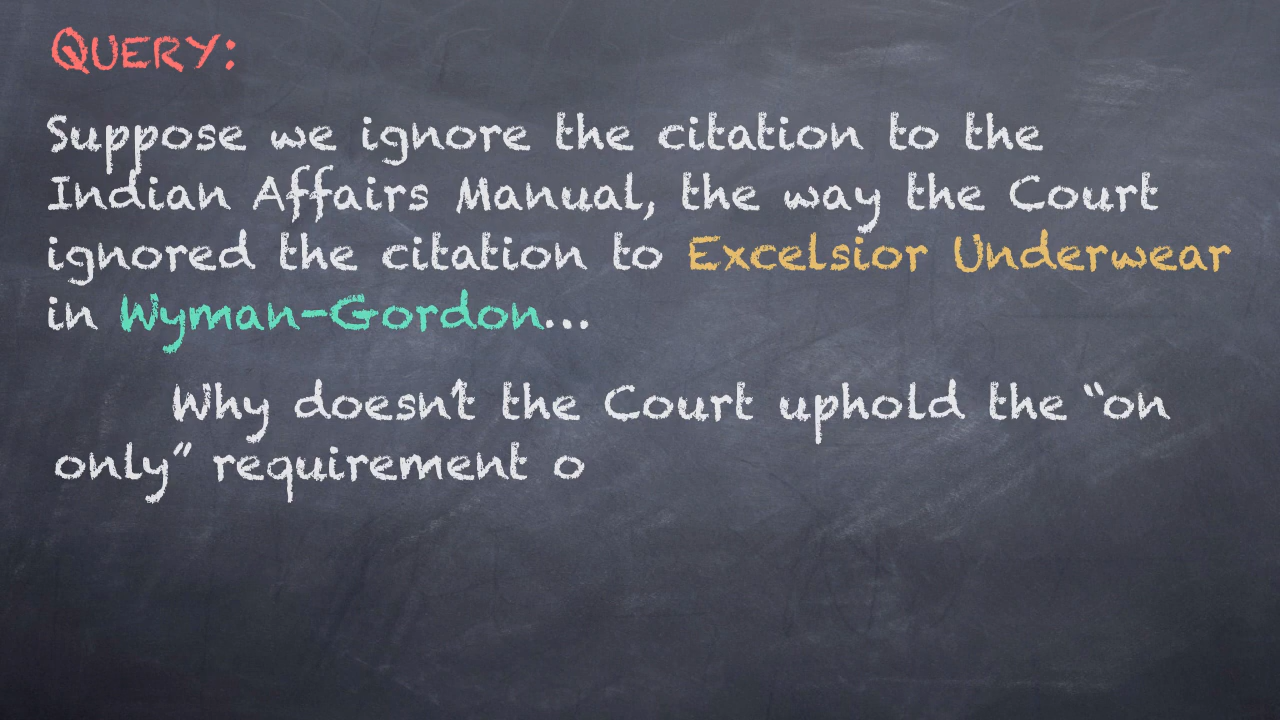 QUERY:
Suppose we ignore the citation to the
Indian Affairs Manual, the way the Court
ignored the citation to Excelsior Underwear
in Wyman-Gordon...
Why doesn't the Court uphold the “on
only” requirement o